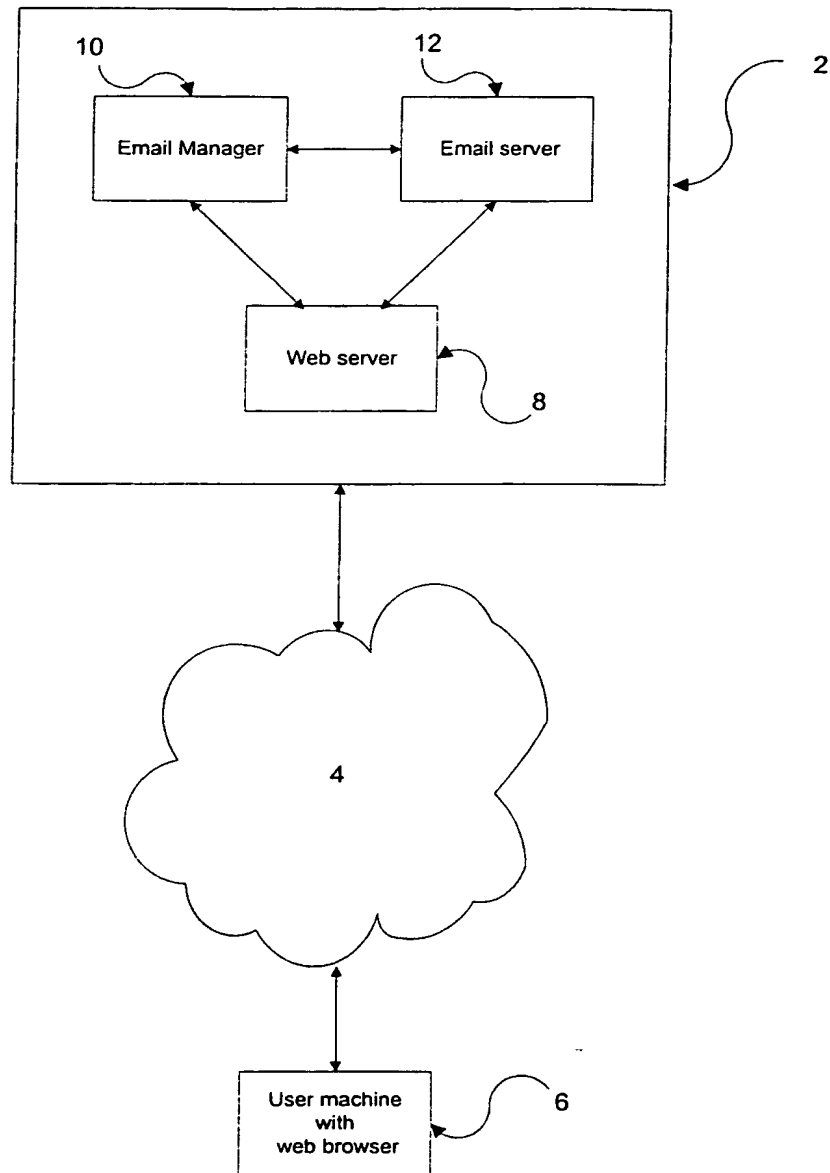 10
12
2
Email Manager
Email server
Web server
8
4
User machine
with
web browser
6